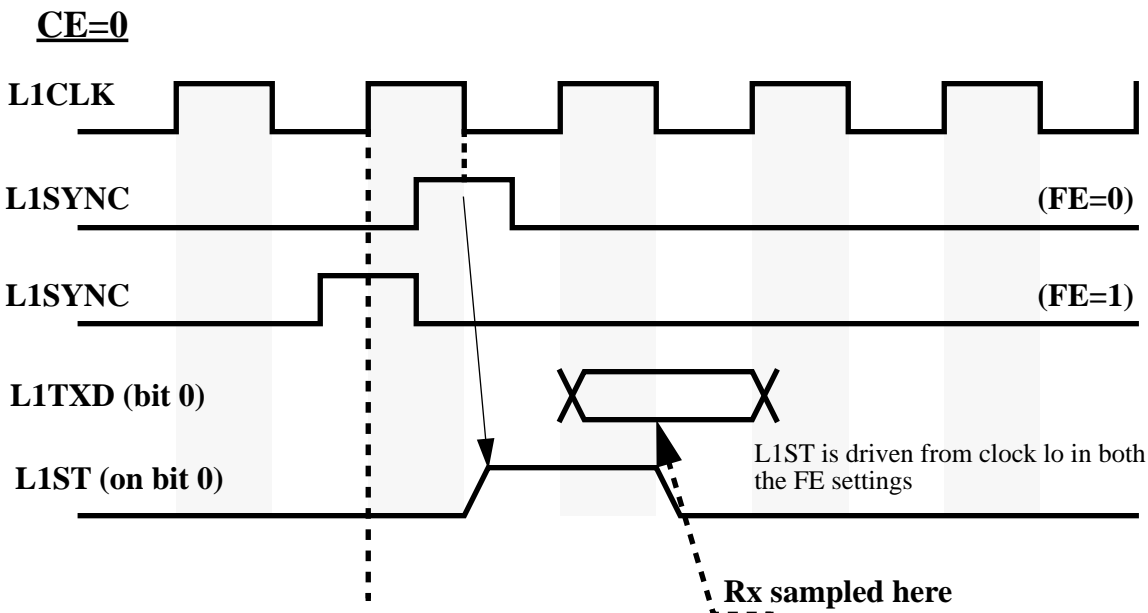 CE=0
L1CLK
L1SYNC (FE=0)
L1SYNC (FE=1)
L1TXD (bit 0)
L1ST (on bit 0)
L1ST is driven from clock lo in both
the FE settings
Rx sampled here